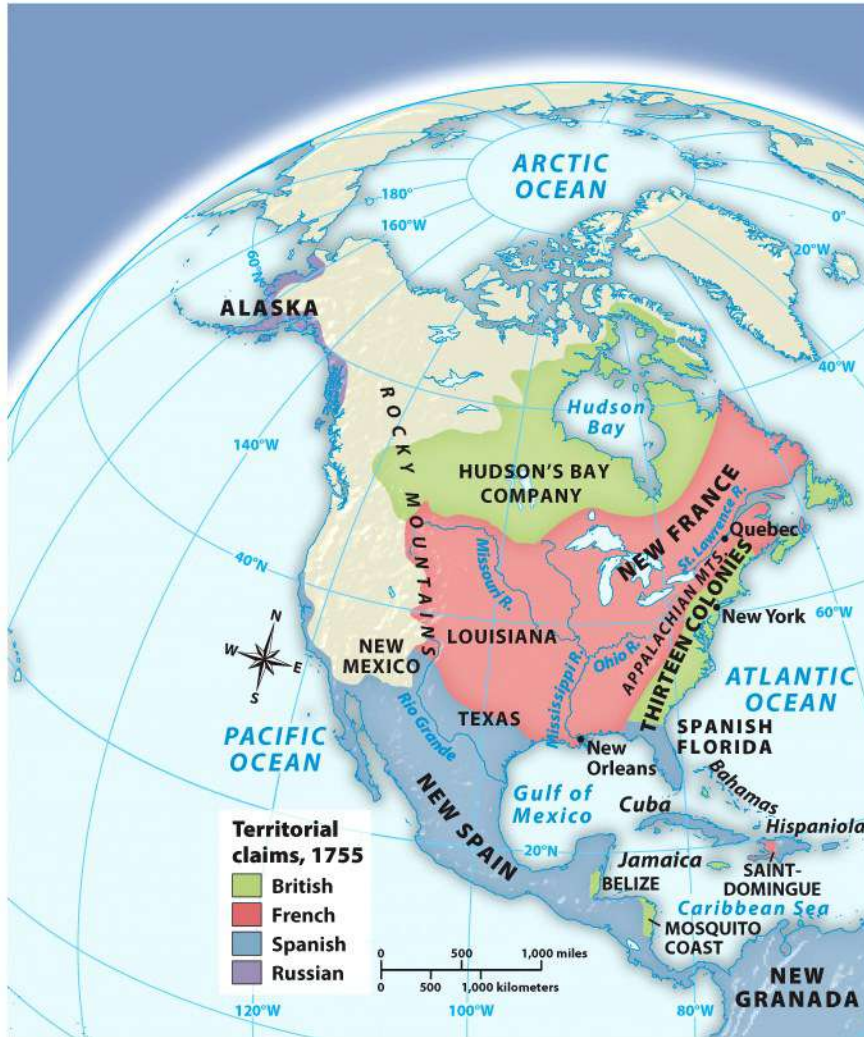 ARCTIC
OCEAN
180°
160°W
0°
20°W
60°N
ALASKA
40°W
Hudson
Bay
140°W
ROCKY MOUNTAINS
HUDSON'S BAY
COMPANY
NEW FRANCE
St. Lawrence R.
Quebec
Missouri R.
APPALACHIAN MTS.
THIRTEEN COLONIES
New York
60°W
40°N
NEW
MEXICO
LOUISIANA
Ohio R.
Mississippi R.
N
W
E
S
ATLANTIC
OCEAN
TEXAS
Rio Grande
PACIFIC
OCEAN
SPANISH
FLORIDA
New
Orleans
Gulf of
Mexico
Bahamas
Cuba
Hispaniola
NEW SPAIN
20°N
Jamaica
SAINT-
DOMINGUE
BELIZE
Caribbean Sea
MOSQUITO
COAST
NEW
GRANADA
Territorial
claims, 1755
British
French
Spanish
Russian
0 500 1,000 miles
0 500 1,000 kilometers
120°W
100°W
80°W